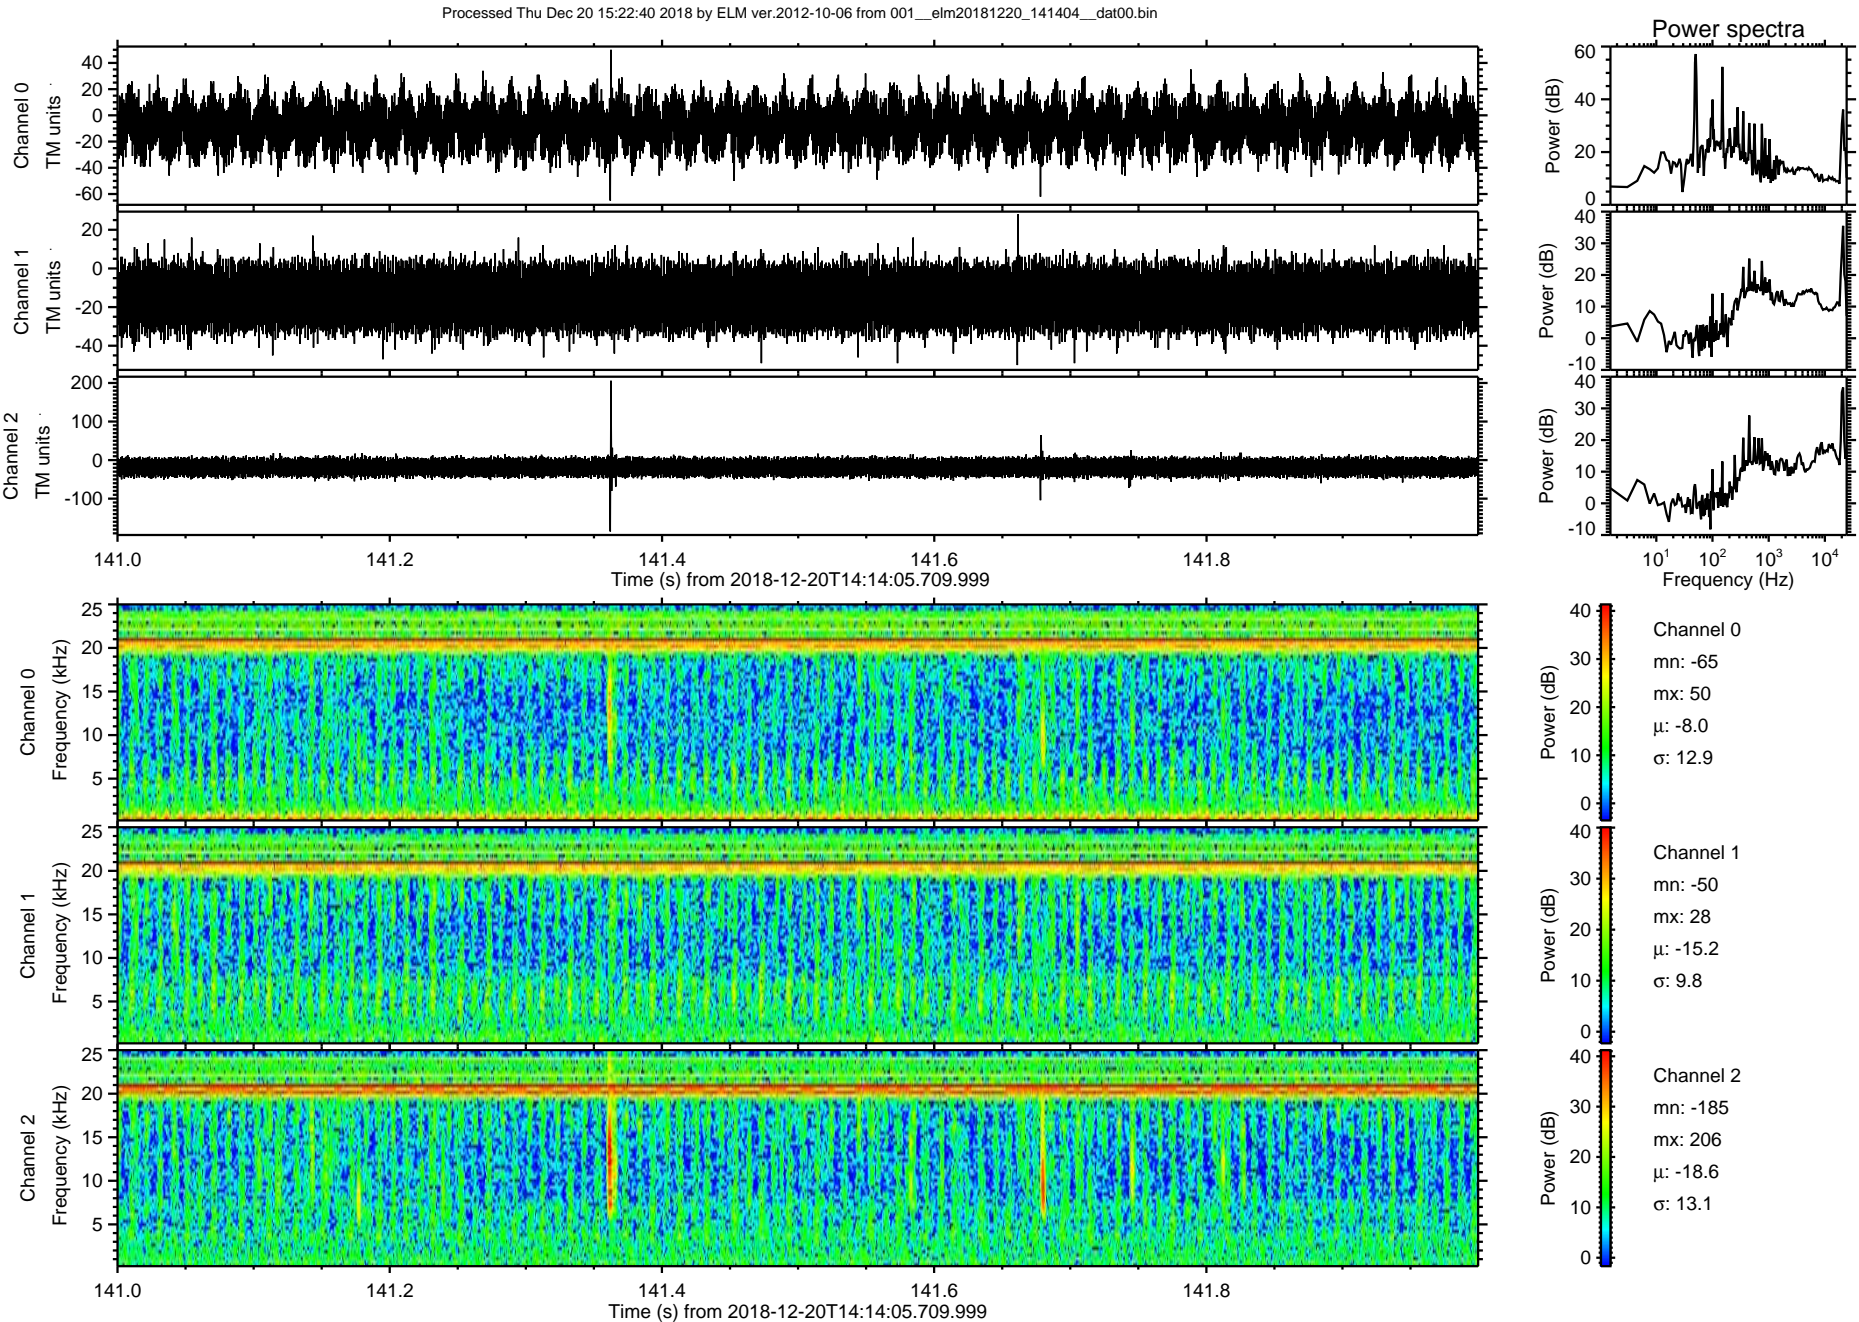 Processed Thu Dec 20 15:22:40 2018 by ELM ver.2012-10-06 from 001__elm20181220_141404__dat00.bin
Power spectra
Channel 0
TM units
40
20
0
-20
-40
-60
Power (dB)
60
40
20
0
Channel 1
TM units
20
0
-20
-40
Power (dB)
40
30
20
10
0
-10
Channel 2
TM units
200
100
0
-100
Power (dB)
40
30
20
10
0
-10
141.0 141.2 141.4 141.6 141.8
Time (s) from 2018-12-20T14:14:05.709.999
10¹ 10² 10³ 10⁴
Frequency (Hz)
Channel 0
Frequency (kHz)
25
20
15
10
5
Power (dB)
40
30
20
10
0
Channel 0
mn: -65
mx: 50
μ: -8.0
σ: 12.9
Channel 1
Frequency (kHz)
25
20
15
10
5
Power (dB)
40
30
20
10
0
Channel 1
mn: -50
mx: 28
μ: -15.2
σ: 9.8
Channel 2
Frequency (kHz)
25
20
15
10
5
Power (dB)
40
30
20
10
0
Channel 2
mn: -185
mx: 206
μ: -18.6
σ: 13.1
141.0 141.2 141.4 141.6 141.8
Time (s) from 2018-12-20T14:14:05.709.999